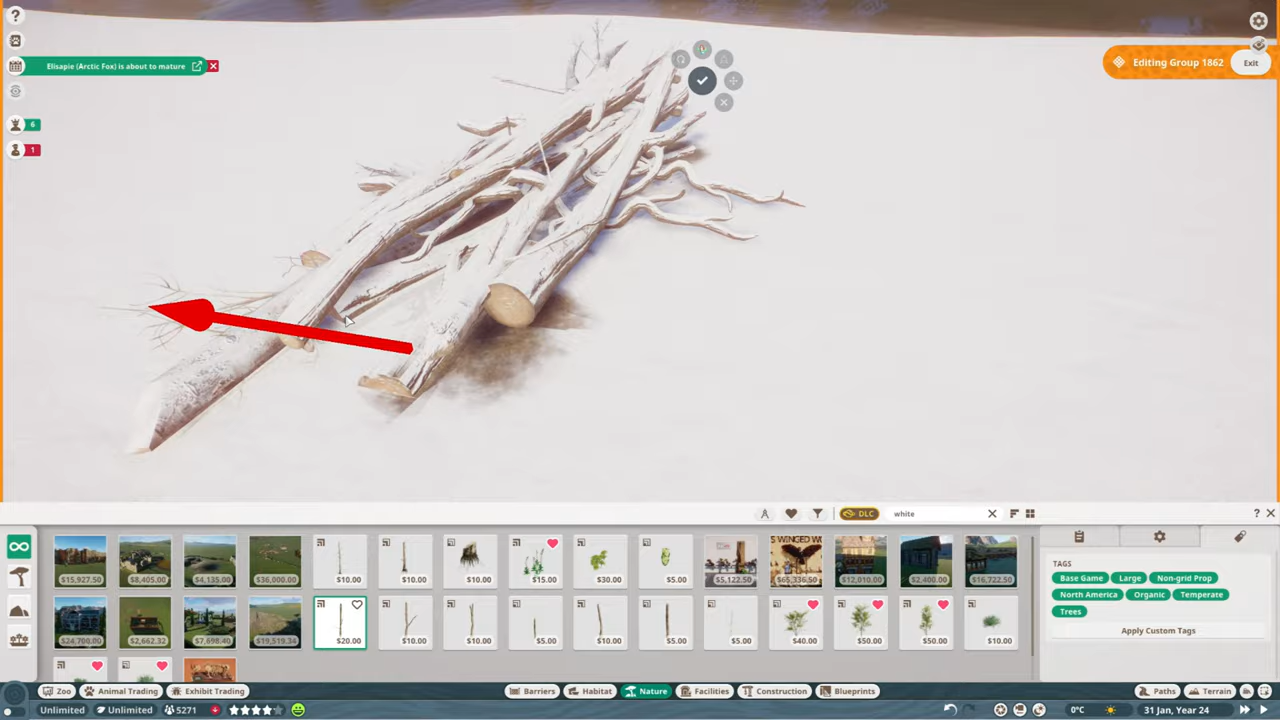 ?
Elisapie (Arctic Fox) is about to mature
6
1
Editing Group 1862
Exit
DLC
white
?
$15,927.50
$8,405.00
$4,135.00
$36,000.00
$10.00
$10.00
$10.00
$15.00
$30.00
$5.00
$5,122.50
S WINGED WO
$65,336.50
$12,010.00
$2,400.00
$16,722.50
$24,700.00
$2,662.32
$7,698.40
$19,519.34
$20.00
$10.00
$10.00
$5.00
$10.00
$5.00
$5.00
$40.00
$50.00
$50.00
$10.00
TAGS
Base Game
Large
Non-grid Prop
North America
Organic
Temperate
Trees
Apply Custom Tags
Zoo
Animal Trading
Exhibit Trading
Barriers
Habitat
Nature
Facilities
Construction
Blueprints
Paths
Terrain
Unlimited
Unlimited
5271
0°C
31 Jan, Year 24